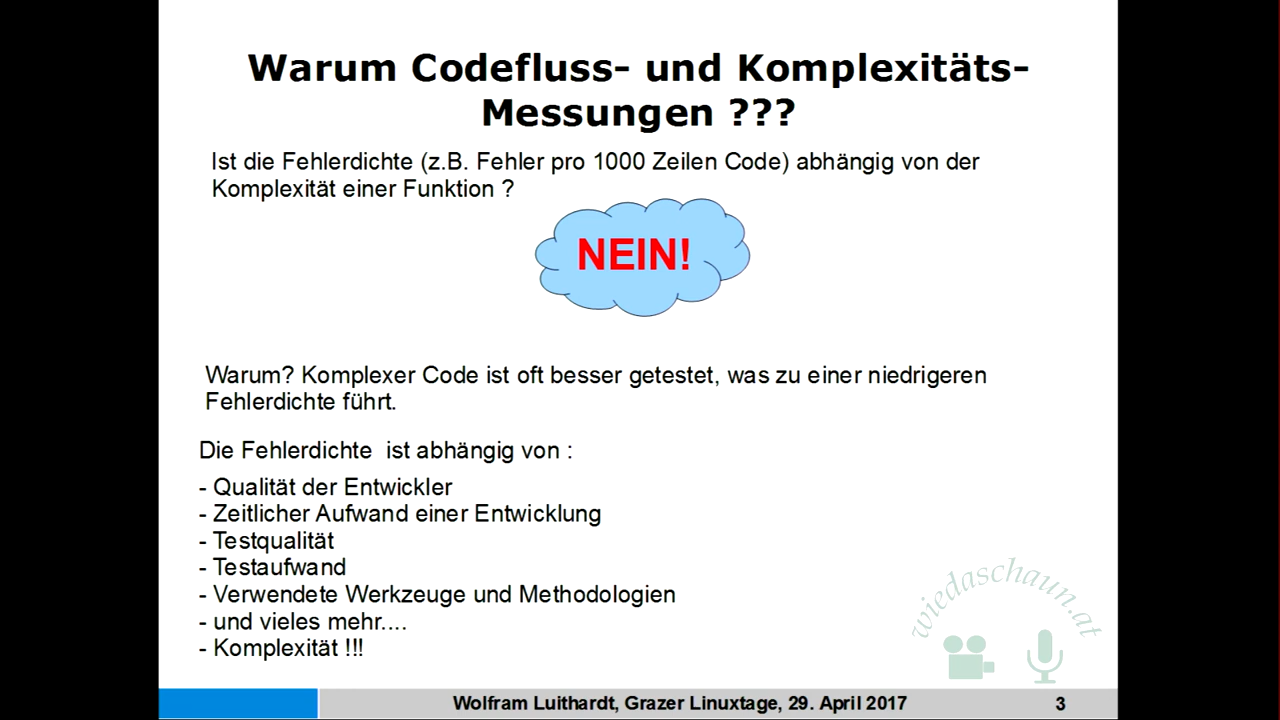 Warum Codefluss- und Komplexitäts-
Messungen ???
Ist die Fehlerdichte (z.B. Fehler pro 1000 Zeilen Code) abhängig von der
Komplexität einer Funktion ?
NEIN!
Warum? Komplexer Code ist oft besser getestet, was zu einer niedrigeren
Fehlerdichte führt.
Die Fehlerdichte  ist abhängig von :
- Qualität der Entwickler
- Zeitlicher Aufwand einer Entwicklung
- Testqualität
- Testaufwand
- Verwendete Werkzeuge und Methodologien
- und vieles mehr....
- Komplexität !!!
wiedaschaun.at
Wolfram Luithardt, Grazer Linuxtage, 29. April 2017
3